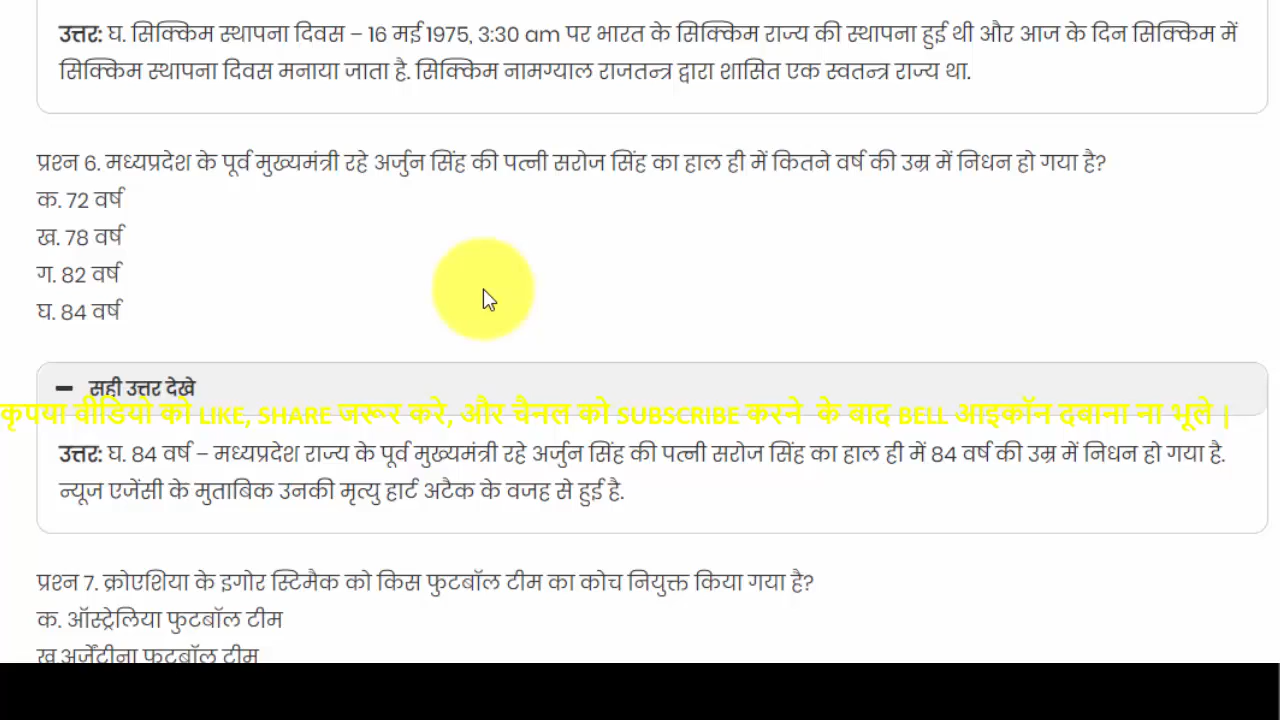 उत्तर: घ. सिक्किम स्थापना दिवस – 16 मई 1975, 3:30 am पर भारत के सिक्किम राज्य की स्थापना हुई थी और आज के दिन सिक्किम में
सिक्किम स्थापना दिवस मनाया जाता है. सिक्किम नामग्याल राजतन्त्र द्वारा शासित एक स्वतन्त्र राज्य था.
प्रश्न 6. मध्यप्रदेश के पूर्व मुख्यमंत्री रहे अर्जुन सिंह की पत्नी सरोज सिंह का हाल ही में कितने वर्ष की उम्र में निधन हो गया है?
क. 72 वर्ष
ख. 78 वर्ष
ग. 82 वर्ष
घ. 84 वर्ष
सही उत्तर देखे
कृपया वीडियो को LIKE, SHARE जरूर करे, और चैनल को SUBSCRIBE करने के बाद BELL आइकॉन दबाना ना भूले |
उत्तर: घ. 84 वर्ष – मध्यप्रदेश राज्य के पूर्व मुख्यमंत्री रहे अर्जुन सिंह की पत्नी सरोज सिंह का हाल ही में 84 वर्ष की उम्र में निधन हो गया है.
न्यूज एजेंसी के मुताबिक उनकी मृत्यु हार्ट अटैक के वजह से हुई है.
प्रश्न 7. क्रोएशिया के इगोर स्टिमैक को किस फुटबॉल टीम का कोच नियुक्त किया गया है?
क. ऑस्ट्रेलिया फुटबॉल टीम
ख अर्जेंटीना फुटबॉल टीम